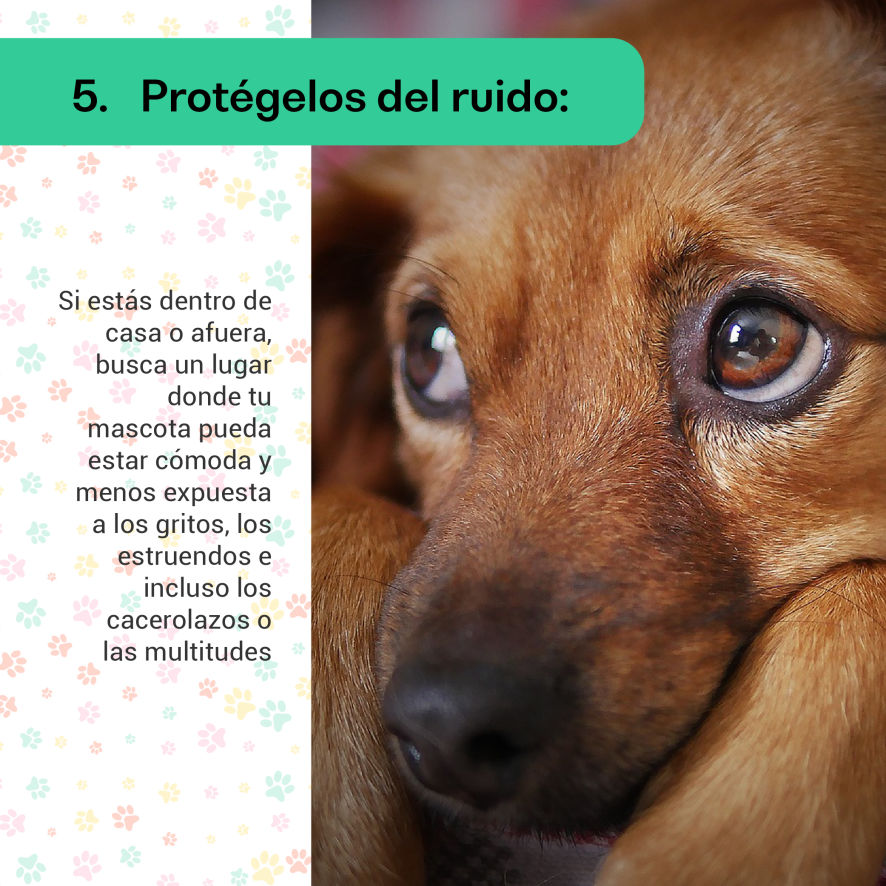 5. Protégelos del ruido:
Si estás dentro de
casa o afuera,
busca un lugar
donde tu
mascota pueda
estar cómoda y
menos expuesta
a los gritos, los
estruendos e
incluso los
cacerolazos o
las multitudes